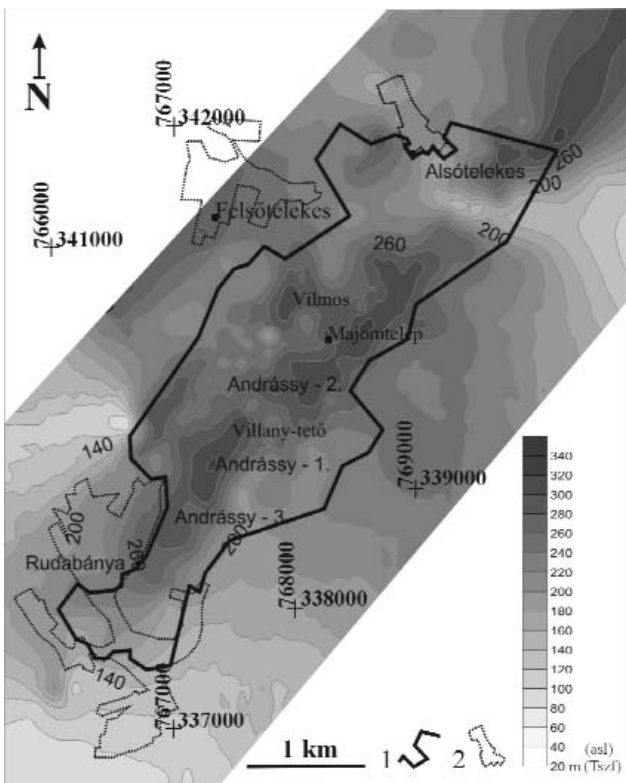 N
767000
342000
766000
341000
Alsótelekes
260
200
200
Felsőtelekes
260
Vilmos
Majomtelep
Andrássy - 2.
Villany-tető
140
Andrássy - 1.
769000
339000
200
Andrássy - 3.
260
200
Rudabánya
768000
338000
140
767000
337000
1 km
1
2
340
320
300
280
260
240
220
200
180
160
140
120
100
80
60
40
20 m
(asl)
(Tszf)